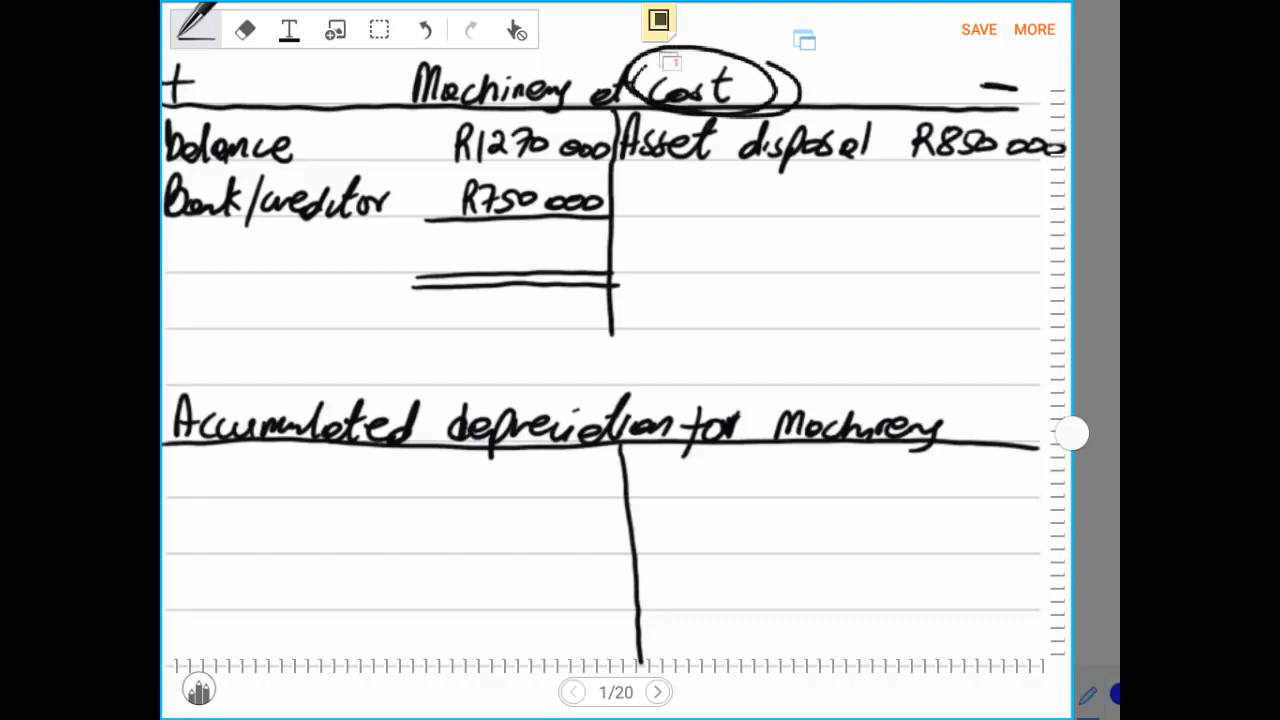 SAVE MORE
1
+ Machinery at cost −
balance R1270 000 Asset disposal R850 000
Bank/creditor R750 000
Accumulated depreciation for Machinery
1/20